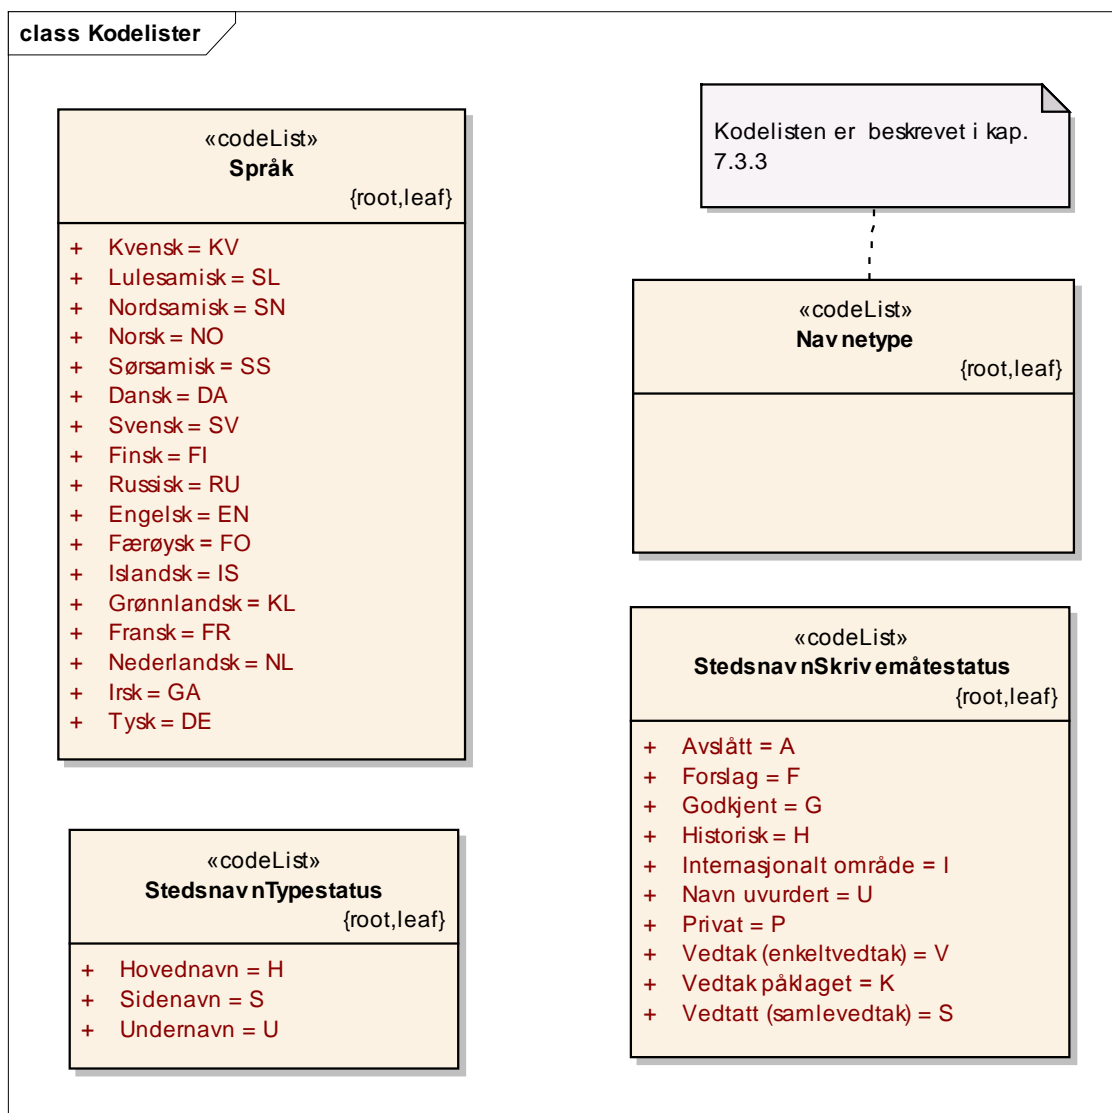 class Kodelister
«codeList»
Språk
{root,leaf}
+ Kvensk = KV
+ Lulesamisk = SL
+ Nordsamisk = SN
+ Norsk = NO
+ Sørsamisk = SS
+ Dansk = DA
+ Svensk = SV
+ Finsk = FI
+ Russisk = RU
+ Engelsk = EN
+ Færøysk = FO
+ Islandsk = IS
+ Grønnlandsk = KL
+ Fransk = FR
+ Nederlandsk = NL
+ Irsk = GA
+ Tysk = DE
Kodelisten er beskrevet i kap.
7.3.3
«codeList»
Navnetype
{root,leaf}
«codeList»
StedsnavnTypestatus
{root,leaf}
+ Hovednavn = H
+ Sidenavn = S
+ Undernavn = U
«codeList»
StedsnavnSkrivemåtestatus
{root,leaf}
+ Avslått = A
+ Forslag = F
+ Godkjent = G
+ Historisk = H
+ Internasjonalt område = I
+ Navn uvurdert = U
+ Privat = P
+ Vedtak (enkeltvedtak) = V
+ Vedtak påklaget = K
+ Vedtatt (samlevedtak) = S